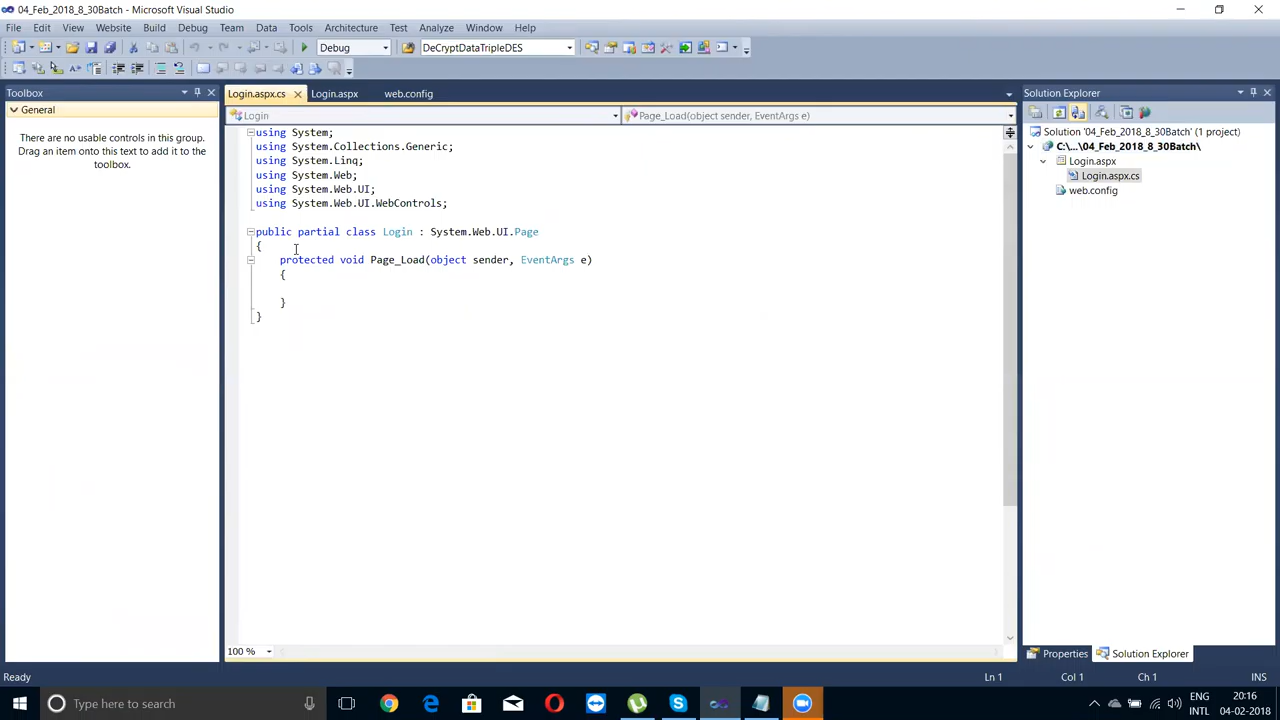 04_Feb_2018_8_30Batch - Microsoft Visual Studio
File Edit View Website Build Debug Team Data Tools Architecture Test Analyze Window Help
Debug DeCryptDataTripleDES
Toolbox
General
There are no usable controls in this group. Drag an item onto this text to add it to the toolbox.
Login.aspx.cs Login.aspx web.config
Login Page_Load(object sender, EventArgs e)
using System;
using System.Collections.Generic;
using System.Linq;
using System.Web;
using System.Web.UI;
using System.Web.UI.WebControls;
public partial class Login : System.Web.UI.Page
{
protected void Page_Load(object sender, EventArgs e)
{
}
}
100 %
Solution Explorer
Solution '04_Feb_2018_8_30Batch' (1 project)
C:\...\04_Feb_2018_8_30Batch\
Login.aspx
Login.aspx.cs
web.config
Properties Solution Explorer
Ready Ln 1 Col 1 Ch 1 INS
Type here to search
ENG 20:16
INTL 04-02-2018